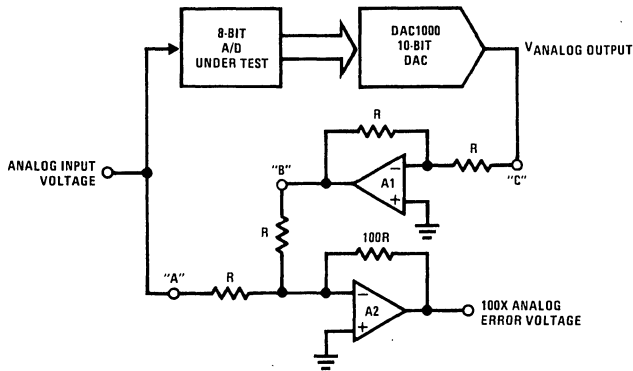 8-BIT
A/D
UNDER TEST
DAC1000
10-BIT
DAC
VANALOG OUTPUT
R
R
ANALOG INPUT
VOLTAGE
"B"
-
A1
+
"C"
R
100R
"A"
R
-
A2
+
100X ANALOG
ERROR VOLTAGE